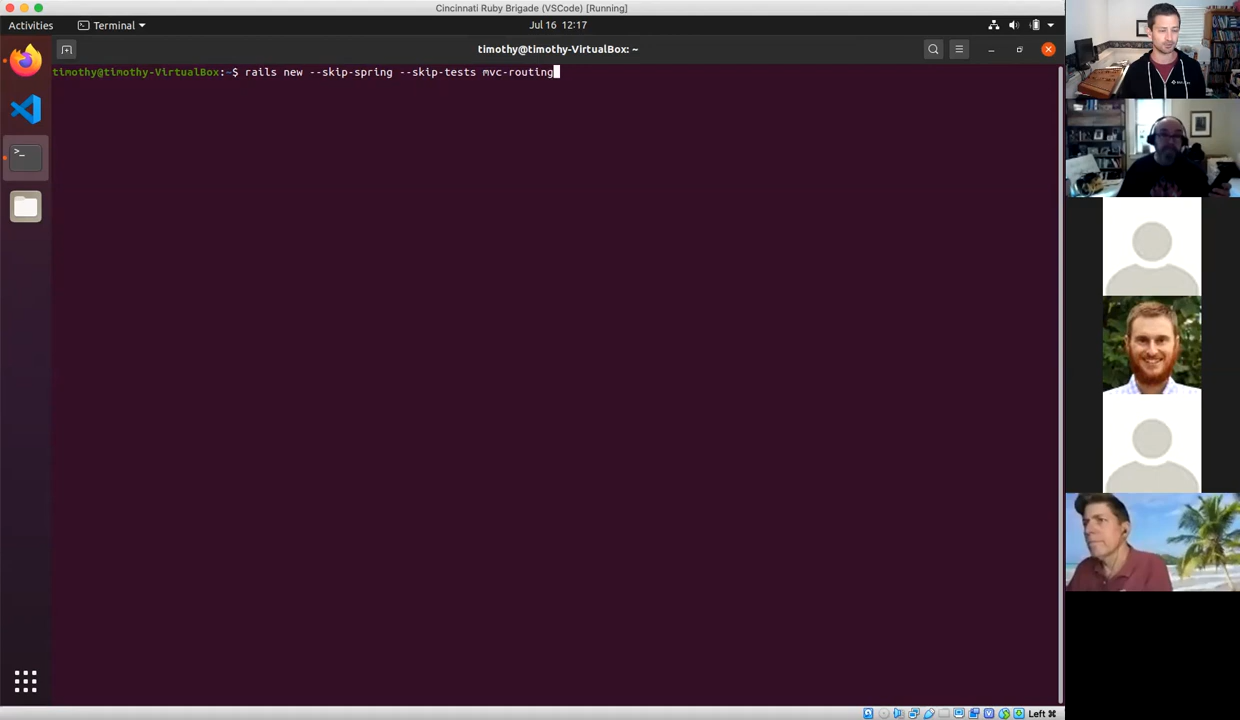 Cincinnati Ruby Brigade (VSCode) [Running]
Activities
Terminal
Jul 16 12:17
timothy@timothy-VirtualBox: ~
timothy@timothy-VirtualBox:~$ rails new --skip-spring --skip-tests mvc-routing
Left ⌘